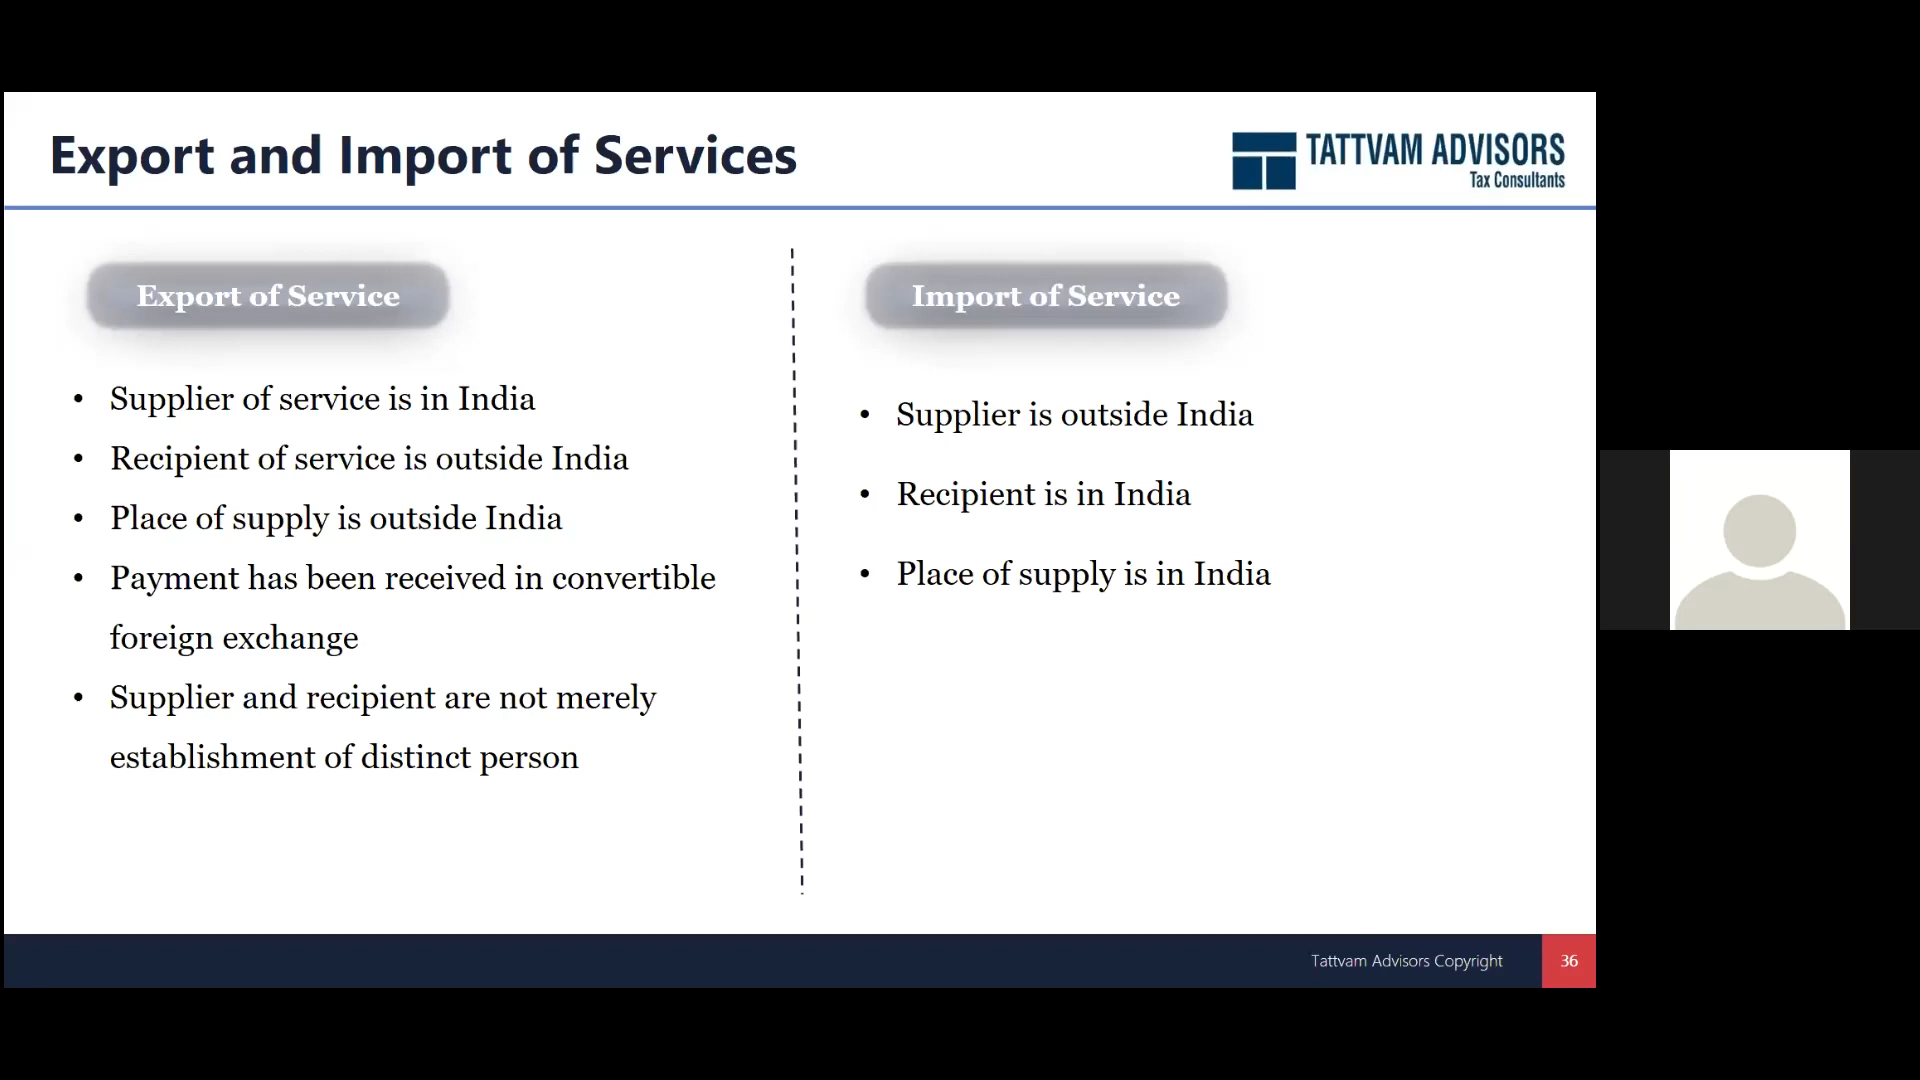 Export and Import of Services
TATTVAM ADVISORS
Tax Consultants
Export of Service
• Supplier of service is in India
• Recipient of service is outside India
• Place of supply is outside India
• Payment has been received in convertible
foreign exchange
• Supplier and recipient are not merely
establishment of distinct person
Import of Service
• Supplier is outside India
• Recipient is in India
• Place of supply is in India
Tattvam Advisors Copyright
36